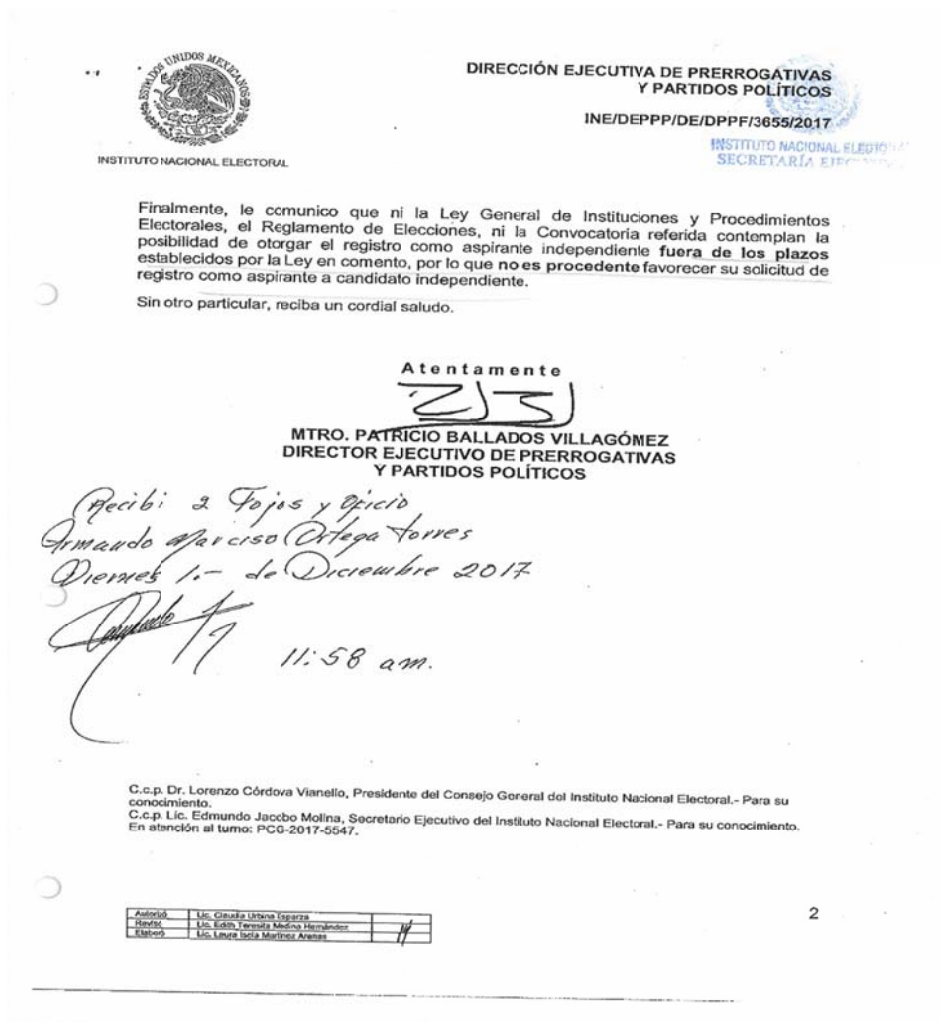 ESTADOS UNIDOS MEXICANOS
INSTITUTO NACIONAL ELECTORAL
DIRECCIÓN EJECUTIVA DE PRERROGATIVAS
Y PARTIDOS POLÍTICOS
INE/DEPPP/DE/DPPF/3655/2017
INSTITUTO NACIONAL
SECRETARÍA
Finalmente, le comunico que ni la Ley General de Instituciones y Procedimientos
Electorales, el Reglamento de Elecciones, ni la Convocatoria referida contemplan la
posibilidad de otorgar el registro como aspirante independiente fuera de los plazos
establecidos por la Ley en comento, por lo que no es procedente favorecer su solicitud de
registro como aspirante a candidato independiente.
Sin otro particular, reciba un cordial saludo.
Atentamente
MTRO. PATRICIO BALLADOS VILLAGÓMEZ
DIRECTOR EJECUTIVO DE PRERROGATIVAS
Y PARTIDOS POLÍTICOS
Recibi 2 Fojos y Oficio
Armando Narciso Ortega Torres
Viernes 1.- de Diciembre 2017
11:58 am.
C.c.p. Dr. Lorenzo Córdova Vianello, Presidente del Consejo General del Instituto Nacional Electoral.- Para su
conocimiento.
C.c.p. Lic. Edmundo Jacobo Molina, Secretario Ejecutivo del Instituto Nacional Electoral.- Para su conocimiento.
En atención al turno: PCG-2017-5547.
Autorizó Lic. Claudia Urbina Esparza
Revisó Lic. Edith Teresita Medina Hernández
Elaboró Lic. Laura Isela Martínez Arenas
2